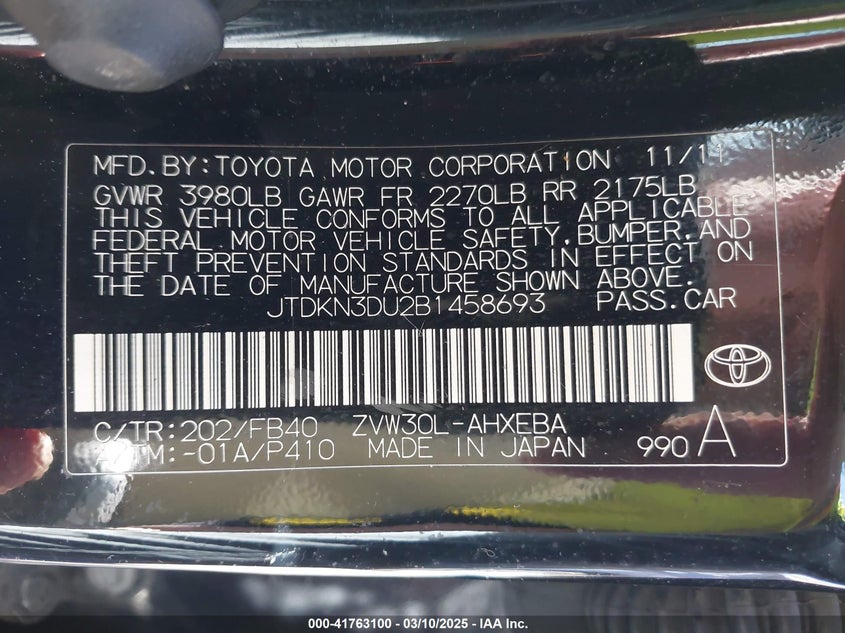 MFD.BY:TOYOTA MOTOR CORPORATION 11/11
GVWR 3980LB GAWR FR 2270LB RR 2175LB
THIS VEHICLE CONFORMS TO ALL APPLICABLE
FEDERAL MOTOR VEHICLE SAFETY,BUMPER,AND
THEFT PREVENTION STANDARDS IN EFFECT ON
THE DATE OF MANUFACTURE SHOWN ABOVE.
JTDKN3DU2B1458693 PASS.CAR
C/TR:202/FB40 ZVW30L-AHXEBA
A/TM:-01A/P410 MADE IN JAPAN 990 A
000-41763100 - 03/10/2025 - IAA Inc.